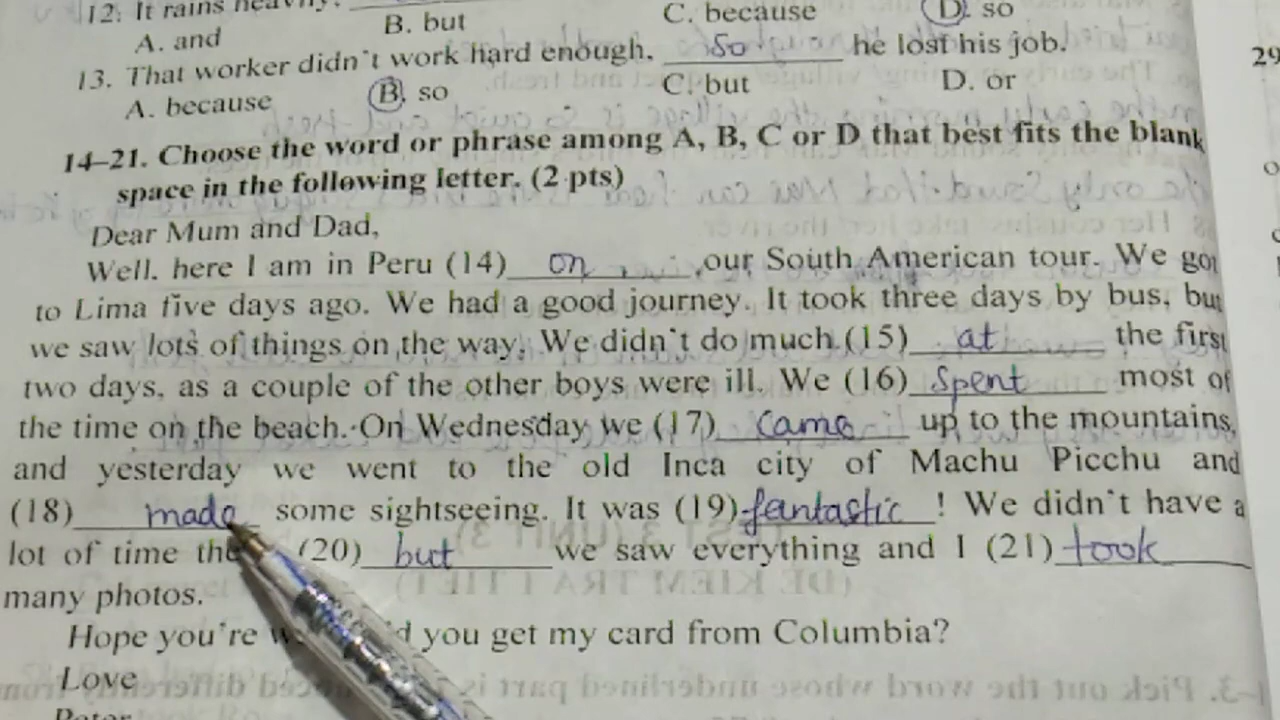 12. It rains heavily.
A. and B. but C. because D. so
13. That worker didn't work hard enough. so he lost his job.
A. because B. so C. but D. or
29
14–21. Choose the word or phrase among A, B, C or D that best fits the blank
space in the following letter. (2 pts)
Dear Mum and Dad,
Well. here I am in Peru (14) on our South American tour. We got
to Lima five days ago. We had a good journey. It took three days by bus, but
we saw lots of things on the way. We didn't do much (15) at the first
two days, as a couple of the other boys were ill. We (16) spent most of
the time on the beach. On Wednesday we (17) came up to the mountains,
and yesterday we went to the old Inca city of Machu Picchu and
(18) made some sightseeing. It was (19) fantastic ! We didn't have a
lot of time (20) but we saw everything and I (21) took
many photos.
Hope you're you get my card from Columbia?
Love
Peter